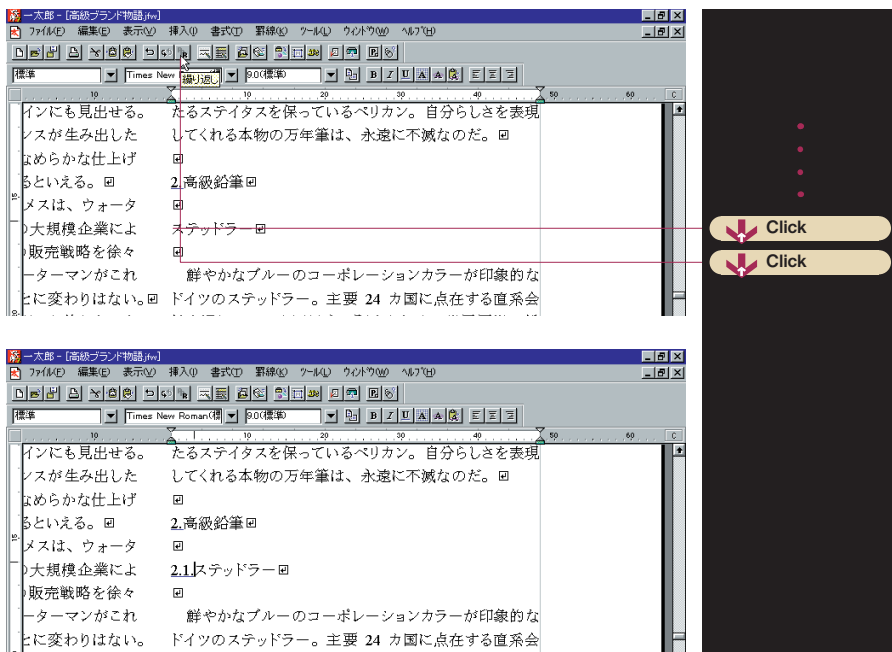 一太郎 - [高級ブランド物語.jfw]
ファイル(F) 編集(E) 表示(V) 挿入(I) 書式(T) 罫線(K) ツール(L) ウィンドウ(W) ヘルプ(H)
標準 Times New 標 9.0(標準) B I U A A
繰り返し
10 10 20 30 40 50 60 C
インにも見出せる。 たるステイタスを保っているペリカン。自分らしさを表現
ンスが生み出した してくれる本物の万年筆は、永遠に不滅なのだ。
なめらかな仕上げ
るといえる。 2.高級鉛筆
メスは、ウォータ
の大規模企業によ ステッドラー
販売戦略を徐々
ーターマンがこれ 鮮やかなブルーのコーポレーションカラーが印象的な
とに変わりはない。 ドイツのステッドラー。主要 24 カ国に点在する直系会
Click
Click
一太郎 - [高級ブランド物語.jfw]
ファイル(F) 編集(E) 表示(V) 挿入(I) 書式(T) 罫線(K) ツール(L) ウィンドウ(W) ヘルプ(H)
標準 Times New Roman(標 9.0(標準) B I U A A
10 10 20 30 40 50 60 C
インにも見出せる。 たるステイタスを保っているペリカン。自分らしさを表現
ンスが生み出した してくれる本物の万年筆は、永遠に不滅なのだ。
なめらかな仕上げ
るといえる。 2.高級鉛筆
メスは、ウォータ
の大規模企業によ 2.1.ステッドラー
販売戦略を徐々
ーターマンがこれ 鮮やかなブルーのコーポレーションカラーが印象的な
とに変わりはない。 ドイツのステッドラー。主要 24 カ国に点在する直系会